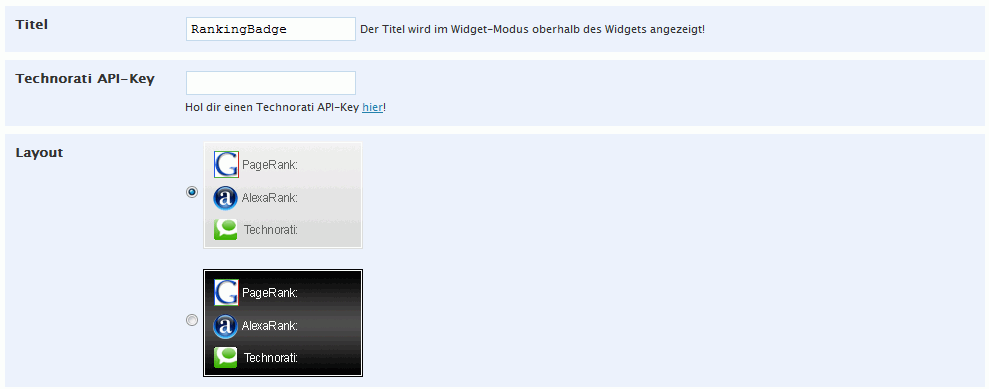 Titel
RankingBadge Der Titel wird im Widget-Modus oberhalb des Widgets angezeigt!
Technorati API-Key
Hol dir einen Technorati API-Key hier!
Layout
G PageRank:
a AlexaRank:
Technorati:
G PageRank:
a AlexaRank:
Technorati: